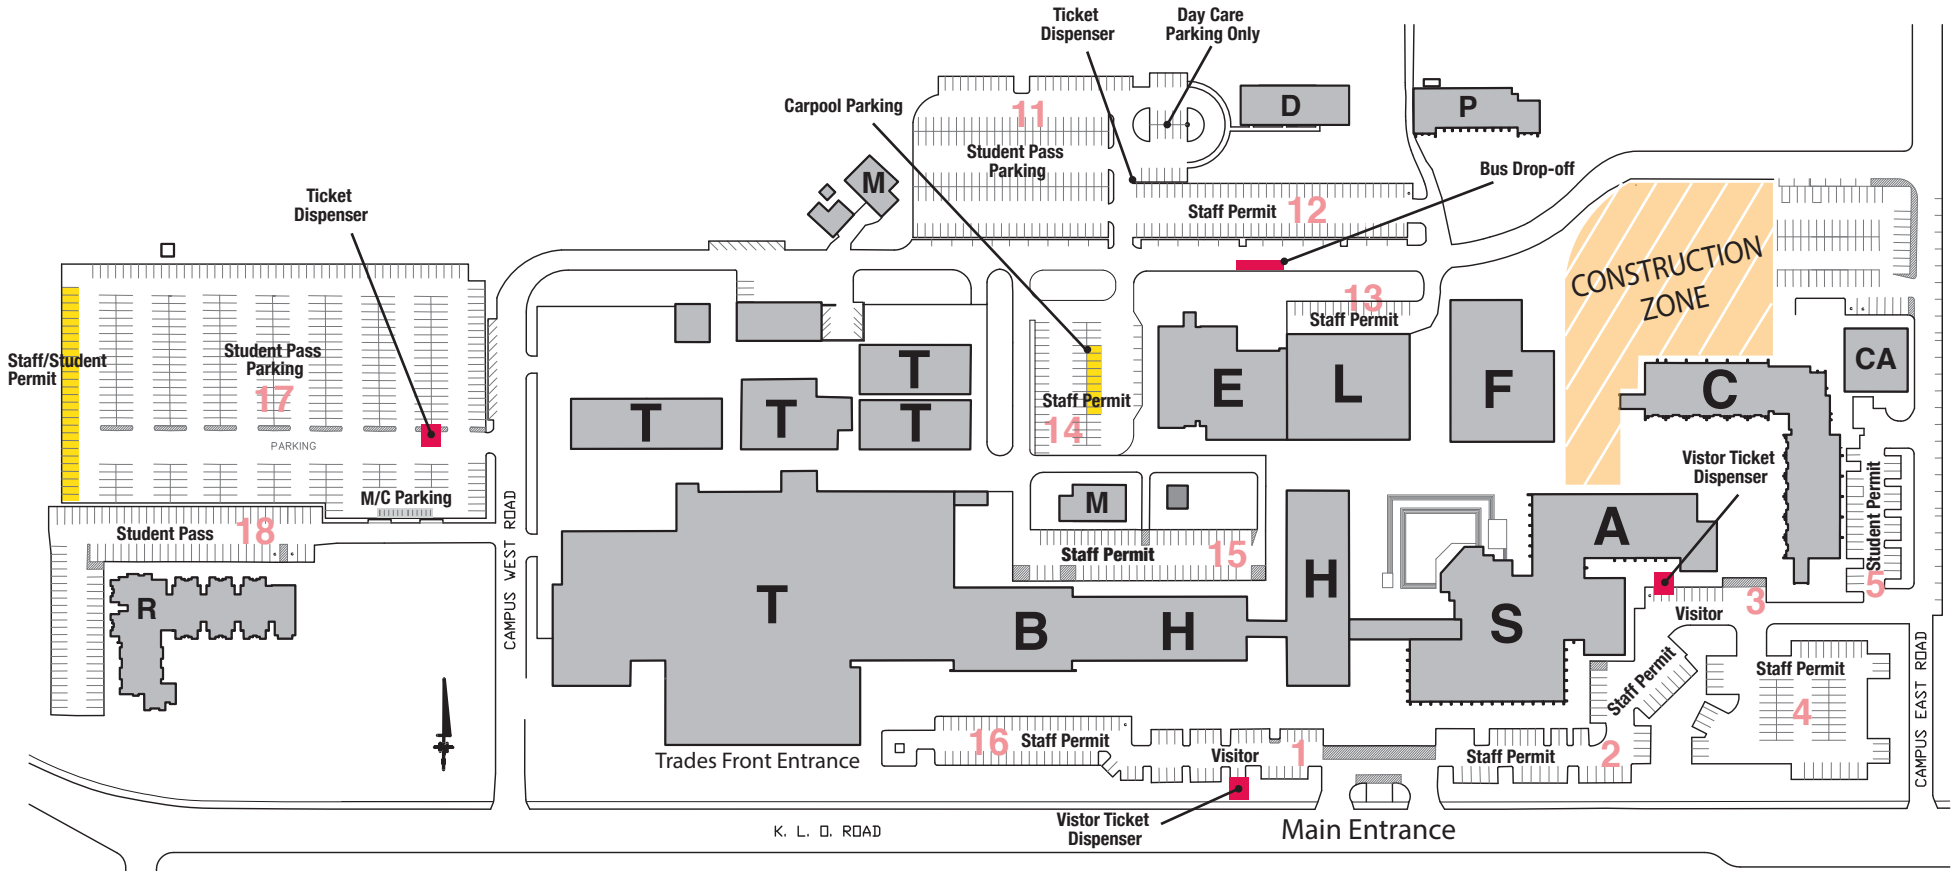 Ticket
Dispenser
Day Care
Parking Only
Carpool Parking
11
Student Pass
Parking
D
P
Bus Drop-off
M
Ticket
Dispenser
Staff Permit 12
CONSTRUCTION
ZONE
13
Staff Permit
Staff/Student
Permit
Student Pass
Parking
17
PARKING
M/C Parking
Student Pass 18
CAMPUS WEST ROAD
R
T
T
T
T
Staff Permit
14
E
L
F
C
CA
Vistor Ticket
Dispenser
Student Permit
5
M
Staff Permit
15
A
H
T
B
H
S
3
Visitor
Staff Permit
Staff Permit
4
CAMPUS EAST ROAD
16 Staff Permit
Visitor 1
Staff Permit 2
Trades Front Entrance
Vistor Ticket
Dispenser
K. L. O. ROAD
Main Entrance